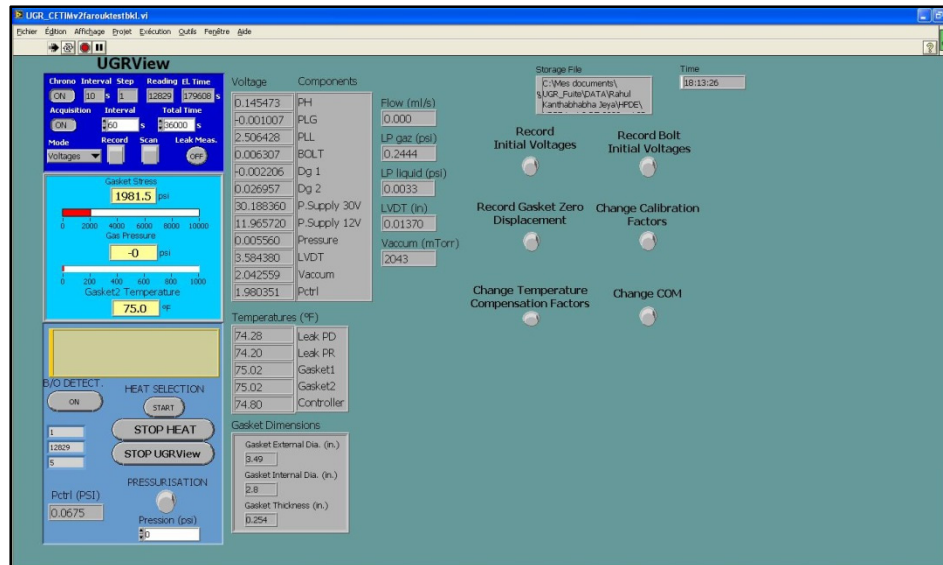 UGR_CETIMv2farouktestbkl.vi
Fichier Édition Affichage Projet Exécution Outils Fenêtre Aide
UGRView
Chrono Interval Step Reading El. Time
ON 10 s 1 12829 179608 s
Acquisition Interval Total Time
ON 60 s 36000 s
Mode Record Scan Leak Meas.
Voltages OFF
Gasket Stress
1981.5 psi
0 2000 4000 6000 8000 10000
Gas Pressure
-0 psi
0 200 400 600 800 1000
Gasket2 Temperature
75.0 ºF
B/O DETECT.
ON
HEAT SELECTION
START
STOP HEAT
STOP UGRView
1
12829
5
PRESSURISATION
Pctrl (PSI)
0.0675
Pression (psi)
0
Voltage Components
0.145473 PH
-0.001007 PLG
2.506428 PLL
0.006307 BOLT
-0.002206 Dg 1
0.026957 Dg 2
30.188360 P.Supply 30V
11.965720 P.Supply 12V
0.005560 Pressure
3.584380 LVDT
2.042559 Vaccum
1.980351 Pctrl
Temperatures (ºF)
74.28 Leak PD
74.20 Leak PR
75.02 Gasket1
75.02 Gasket2
74.80 Controller
Gasket Dimensions
Gasket External Dia. (in.)
3.49
Gasket Internal Dia. (in.)
2.8
Gasket Thickness (in.)
0.254
Flow (ml/s)
0.000
LP gaz (psi)
0.2444
LP liquid (psi)
0.0033
LVDT (in)
0.01370
Vaccum (mTorr)
2043
Storage File
C:\Mes documents\
UGR_Fuite\DATA\Rahul
Kanthabhabha Jeya\HPDE\
Time
18:13:26
Record
Initial Voltages
Record Bolt
Initial Voltages
Record Gasket Zero
Displacement
Change Calibration
Factors
Change Temperature
Compensation Factors
Change COM